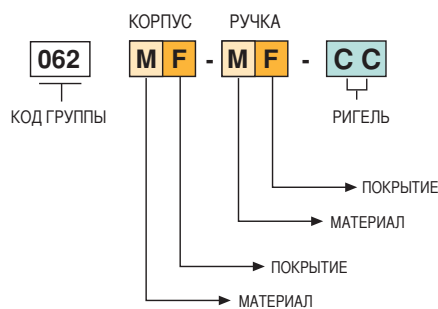 КОРПУС РУЧКА
062 M F - M F - C C
КОД ГРУППЫ РИГЕЛЬ
ПОКРЫТИЕ
МАТЕРИАЛ
ПОКРЫТИЕ
МАТЕРИАЛ